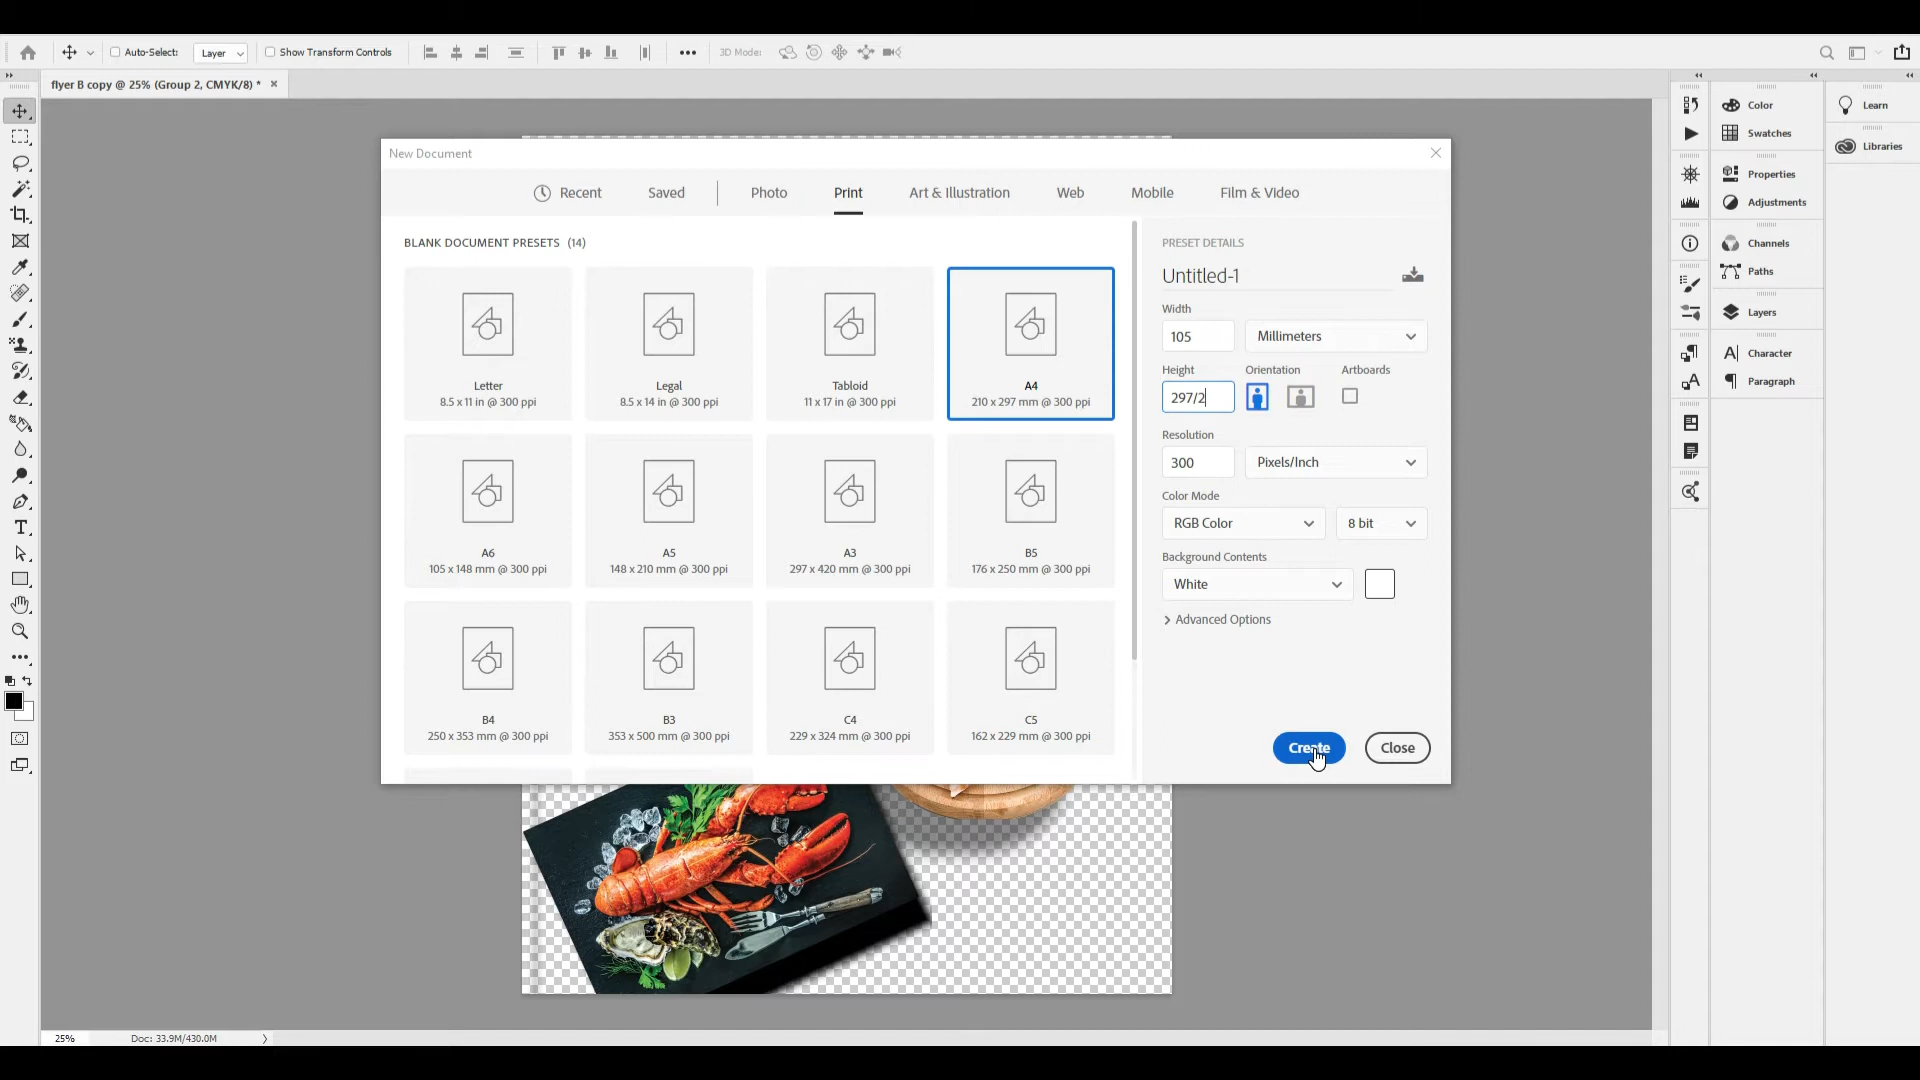 Auto-Select: Layer Show Transform Controls 3D Mode:
flyer B copy @ 25% (Group 2, CMYK/8) *
New Document
Recent Saved Photo Print Art & Illustration Web Mobile Film & Video
BLANK DOCUMENT PRESETS (14)
Letter
8.5 x 11 in @ 300 ppi
Legal
8.5 x 14 in @ 300 ppi
Tabloid
11 x 17 in @ 300 ppi
A4
210 x 297 mm @ 300 ppi
A6
105 x 148 mm @ 300 ppi
A5
148 x 210 mm @ 300 ppi
A3
297 x 420 mm @ 300 ppi
B5
176 x 250 mm @ 300 ppi
B4
250 x 353 mm @ 300 ppi
B3
353 x 500 mm @ 300 ppi
C4
229 x 324 mm @ 300 ppi
C5
162 x 229 mm @ 300 ppi
PRESET DETAILS
Untitled-1
Width
105 Millimeters
Height Orientation Artboards
297/2
Resolution
300 Pixels/Inch
Color Mode
RGB Color 8 bit
Background Contents
White
Advanced Options
Create Close
Color
Swatches
Properties
Adjustments
Channels
Paths
Layers
Character
Paragraph
Learn
Libraries
25% Doc: 33.9M/430.0M